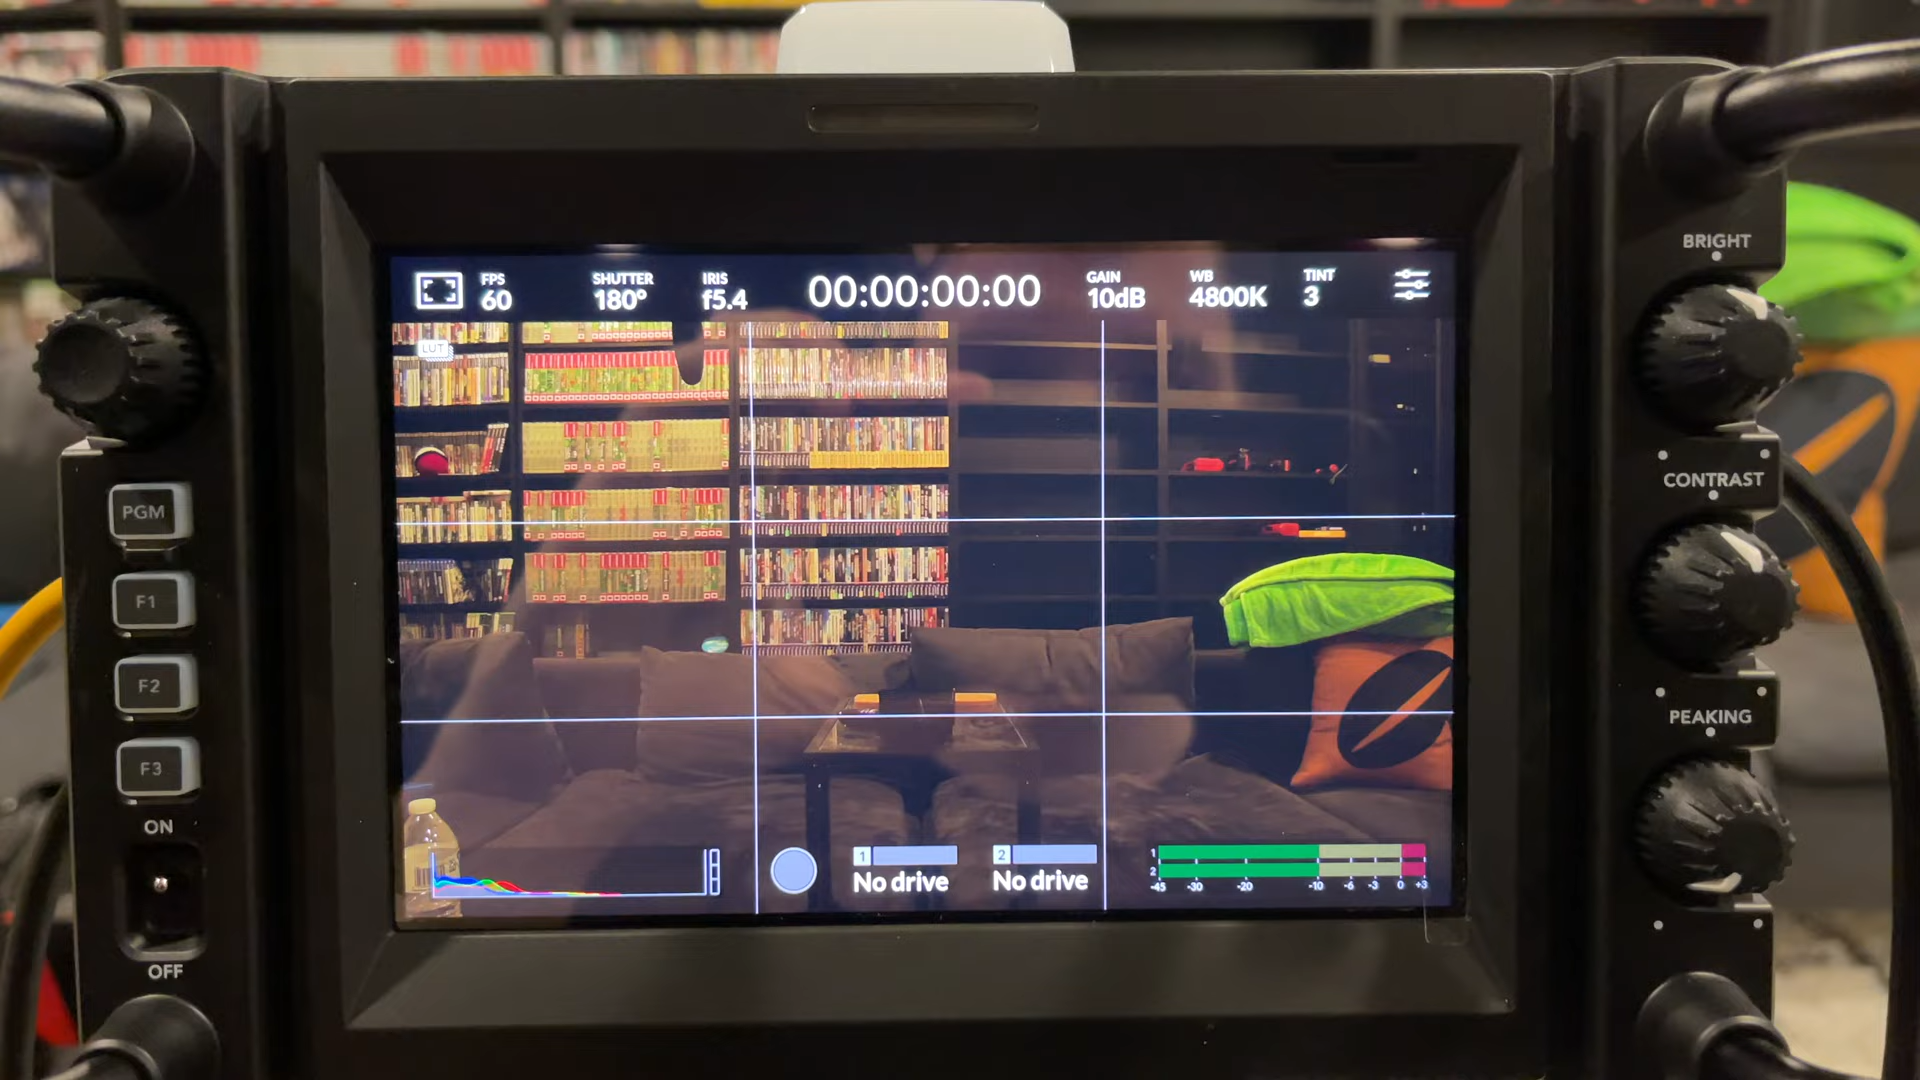 FPS
60
SHUTTER
180°
IRIS
f5.4
00:00:00:00
GAIN
10dB
WB
4800K
TINT
3
LUT
1
No drive
2
No drive
1
2
-45 -30 -20 -10 -6 -3 0 +3
PGM
F1
F2
F3
ON
OFF
BRIGHT
CONTRAST
PEAKING